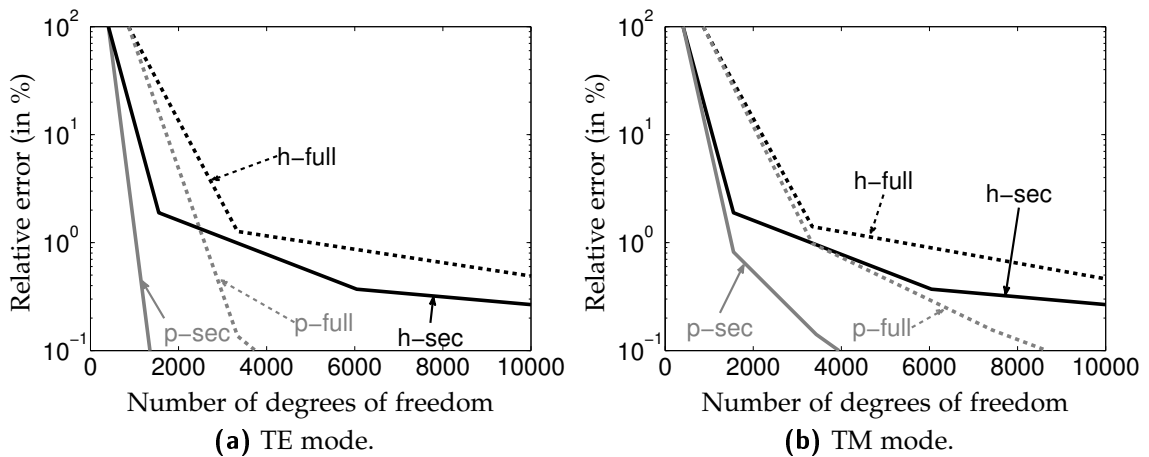 10^2
10^1
10^0
10^-1
Relative error (in %)
h-full
p-sec
p-full
h-sec
0 2000 4000 6000 8000 10000
Number of degrees of freedom
(a) TE mode.
10^2
10^1
10^0
10^-1
Relative error (in %)
h-full
h-sec
p-sec
p-full
0 2000 4000 6000 8000 10000
Number of degrees of freedom
(b) TM mode.